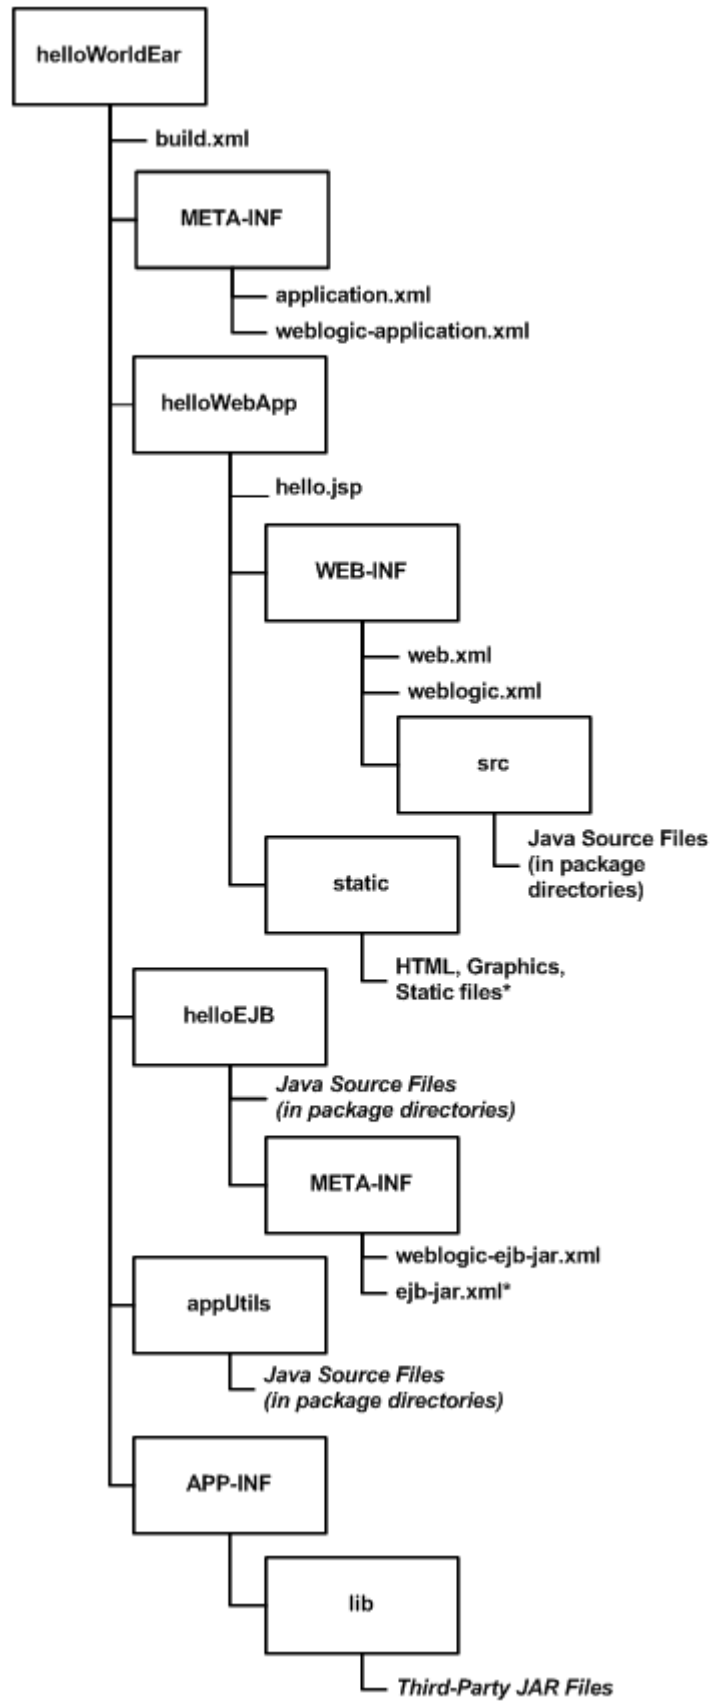 helloWorldEar
build.xml
META-INF
application.xml
weblogic-application.xml
helloWebApp
hello.jsp
WEB-INF
web.xml
weblogic.xml
src
Java Source Files
(in package
directories)
static
HTML, Graphics,
Static files*
helloEJB
Java Source Files
(in package directories)
META-INF
weblogic-ejb-jar.xml
ejb-jar.xml*
appUtils
Java Source Files
(in package directories)
APP-INF
lib
Third-Party JAR Files